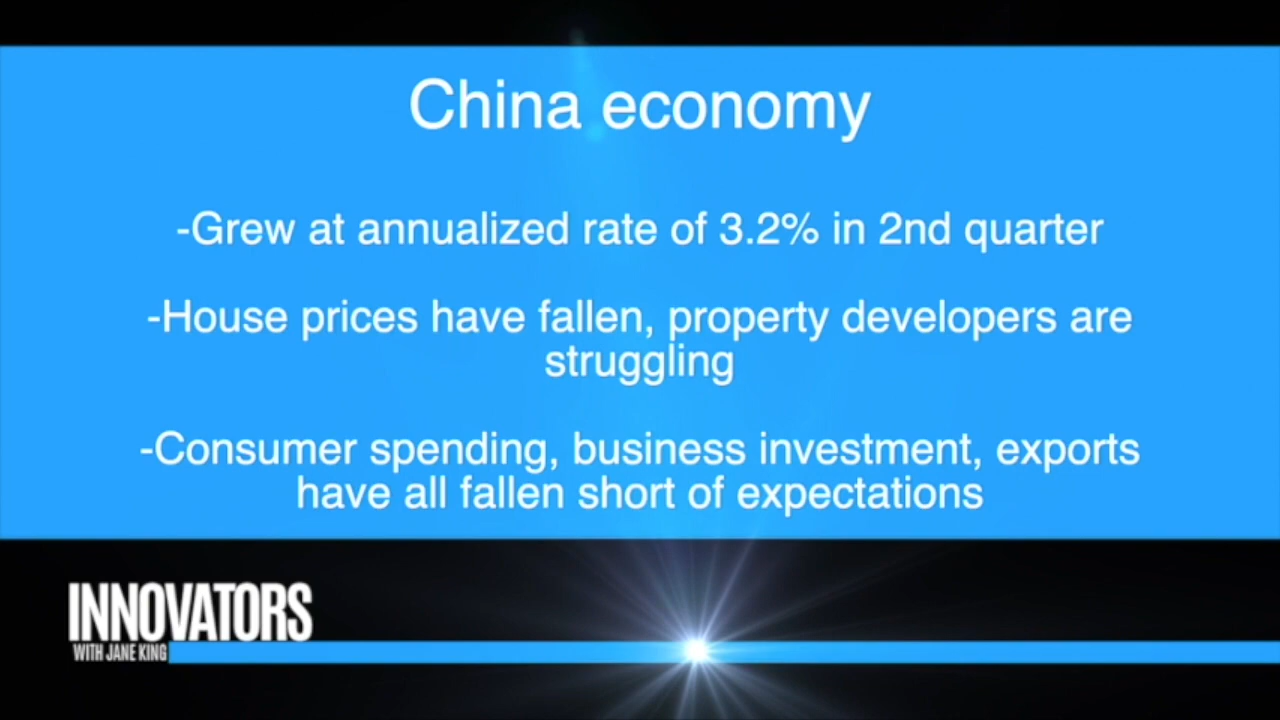 China economy
-Grew at annualized rate of 3.2% in 2nd quarter
-House prices have fallen, property developers are
struggling
-Consumer spending, business investment, exports
have all fallen short of expectations
INNOVATORS
WITH JANE KING